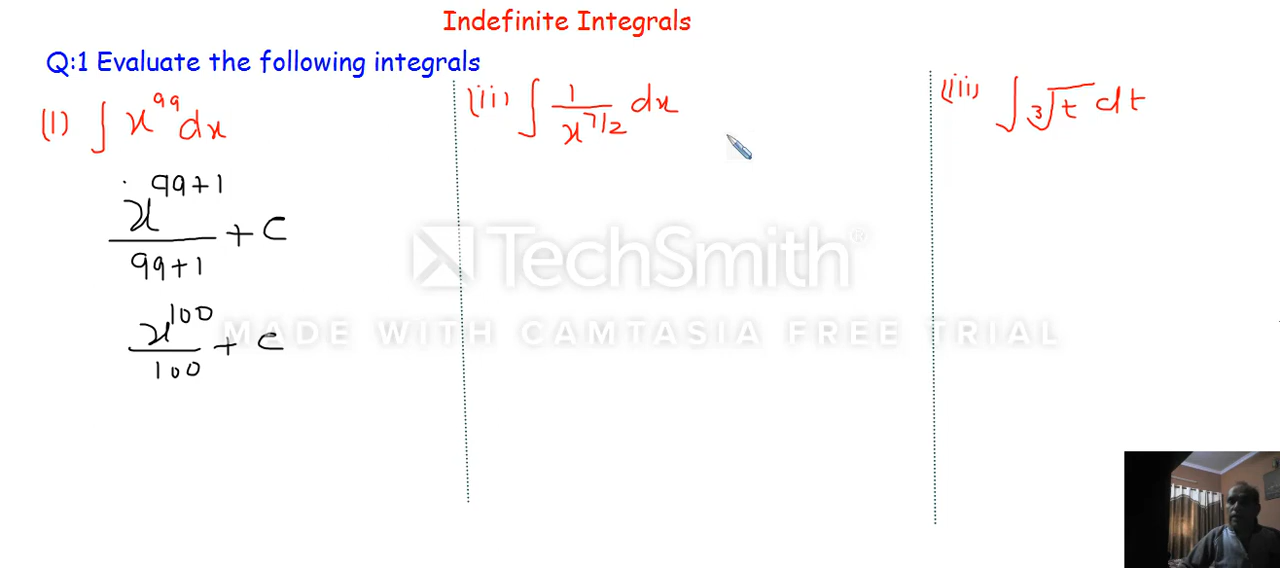 Indefinite Integrals
Q:1 Evaluate the following integrals
(I) ∫ x^99 dx
x^(99+1)/(99+1) + C
x^100/100 + C
(ii) ∫ 1/x^(7/2) dx
(iii) ∫ ∛t dt
TechSmith®
MADE WITH CAMTASIA FREE TRIAL